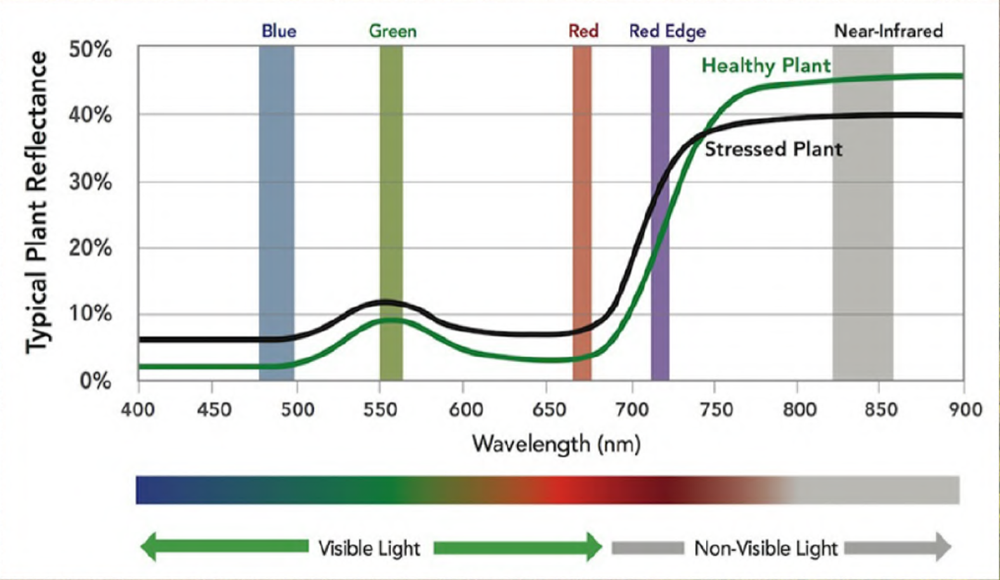 Blue Green Red Red Edge Near-Infrared
Typical Plant Reflectance
50%
40%
30%
20%
10%
0%
Healthy Plant
Stressed Plant
400 450 500 550 600 650 700 750 800 850 900
Wavelength (nm)
Visible Light Non-Visible Light